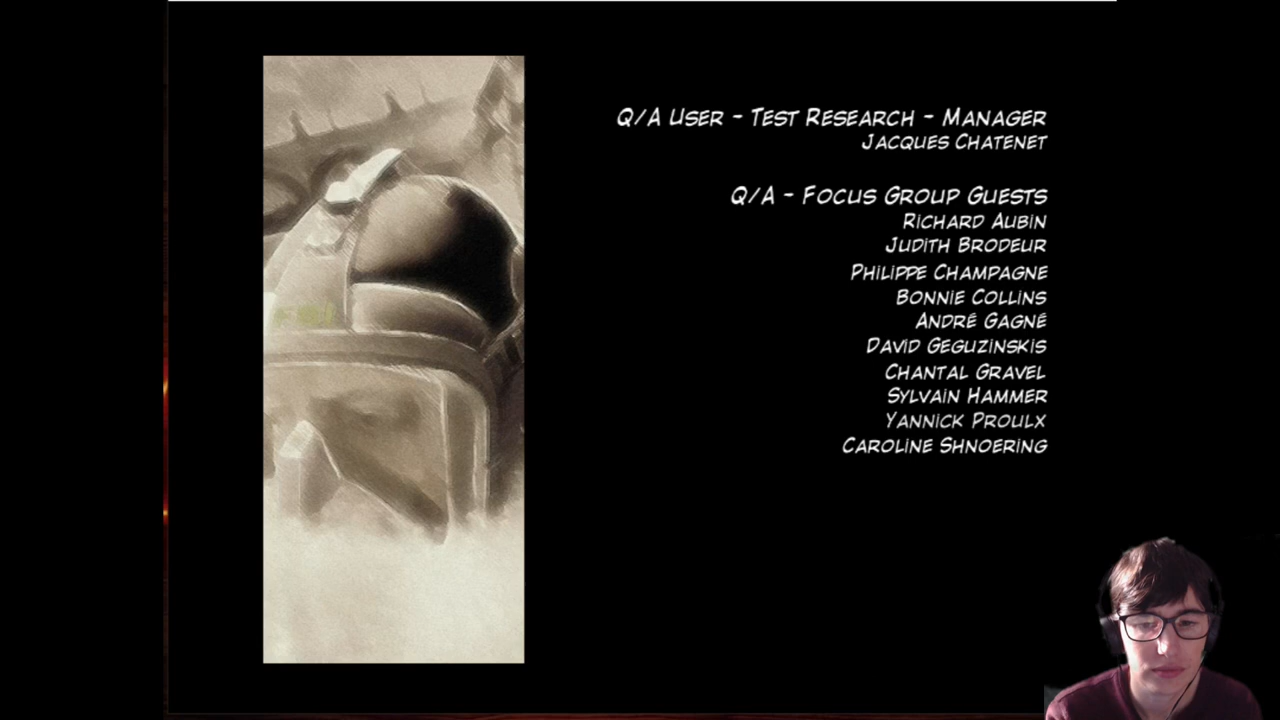 Q/A User - Test Research - Manager
Jacques Chatenet
Q/A - Focus Group Guests
Richard Aubin
Judith Brodeur
Philippe Champagne
Bonnie Collins
André Gagné
David Geguzinskis
Chantal Gravel
Sylvain Hammer
Yannick Proulx
Caroline Shnoering